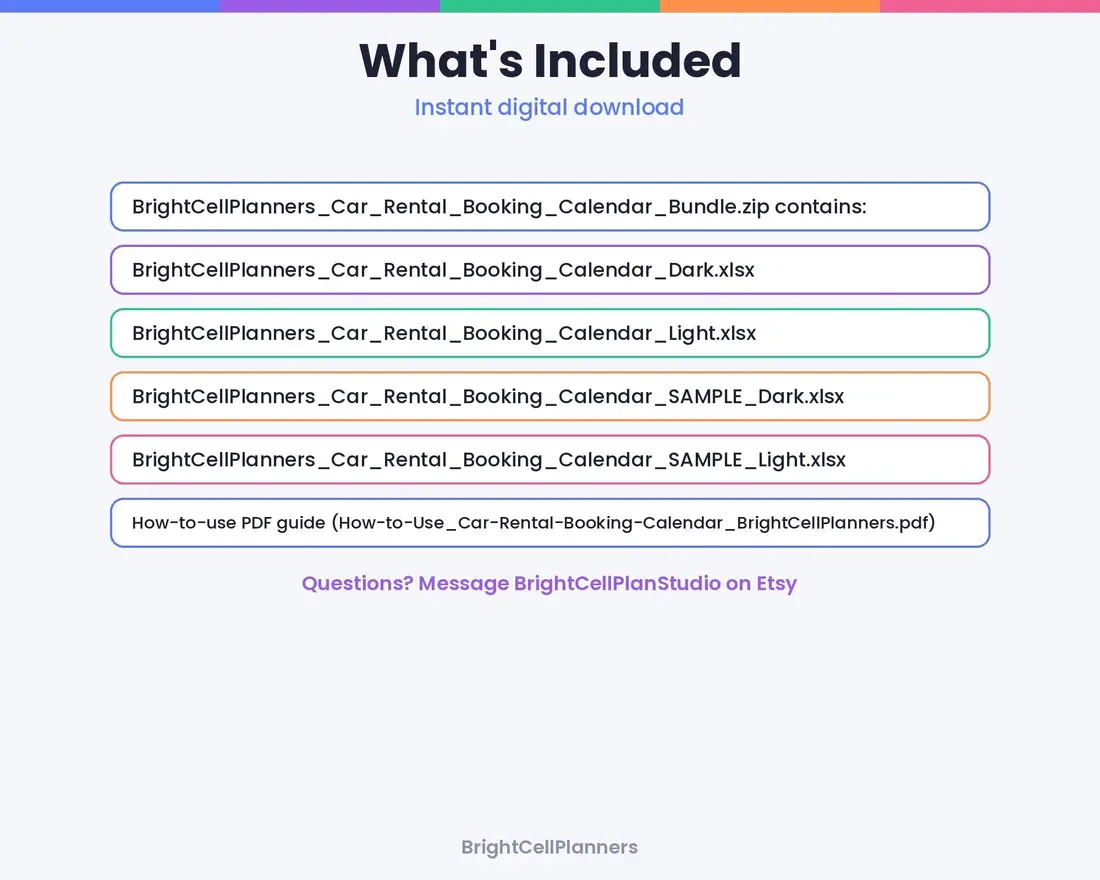 What's Included
Instant digital download
BrightCellPlanners_Car_Rental_Booking_Calendar_Bundle.zip contains:
BrightCellPlanners_Car_Rental_Booking_Calendar_Dark.xlsx
BrightCellPlanners_Car_Rental_Booking_Calendar_Light.xlsx
BrightCellPlanners_Car_Rental_Booking_Calendar_SAMPLE_Dark.xlsx
BrightCellPlanners_Car_Rental_Booking_Calendar_SAMPLE_Light.xlsx
How-to-use PDF guide (How-to-Use_Car-Rental-Booking-Calendar_BrightCellPlanners.pdf)
Questions? Message BrightCellPlanStudio on Etsy
BrightCellPlanners